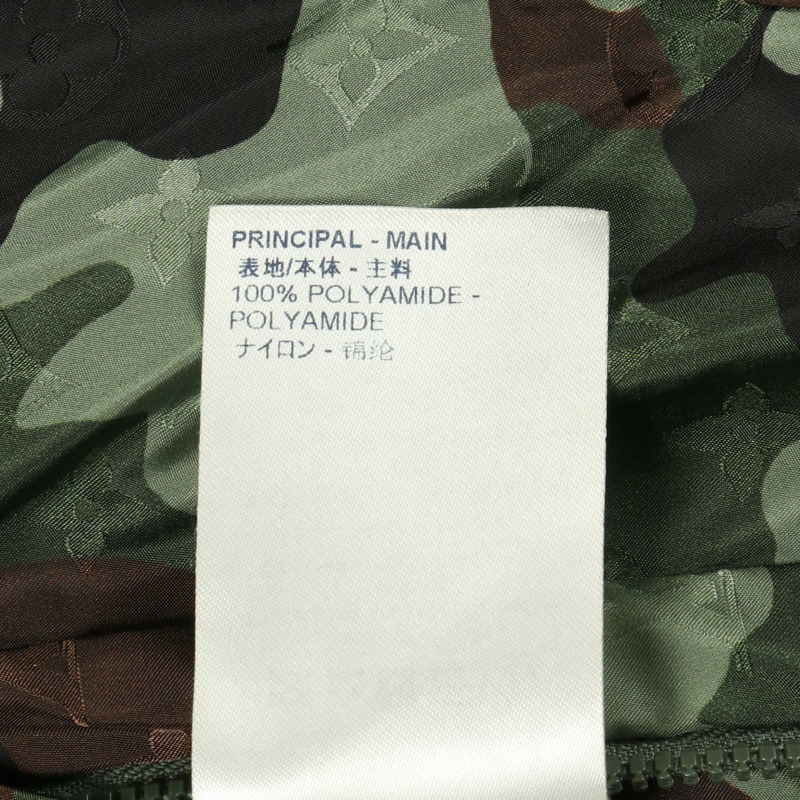 PRINCIPAL - MAIN
表地/本体 - 主料
100% POLYAMIDE -
POLYAMIDE
ナイロン - 锦纶